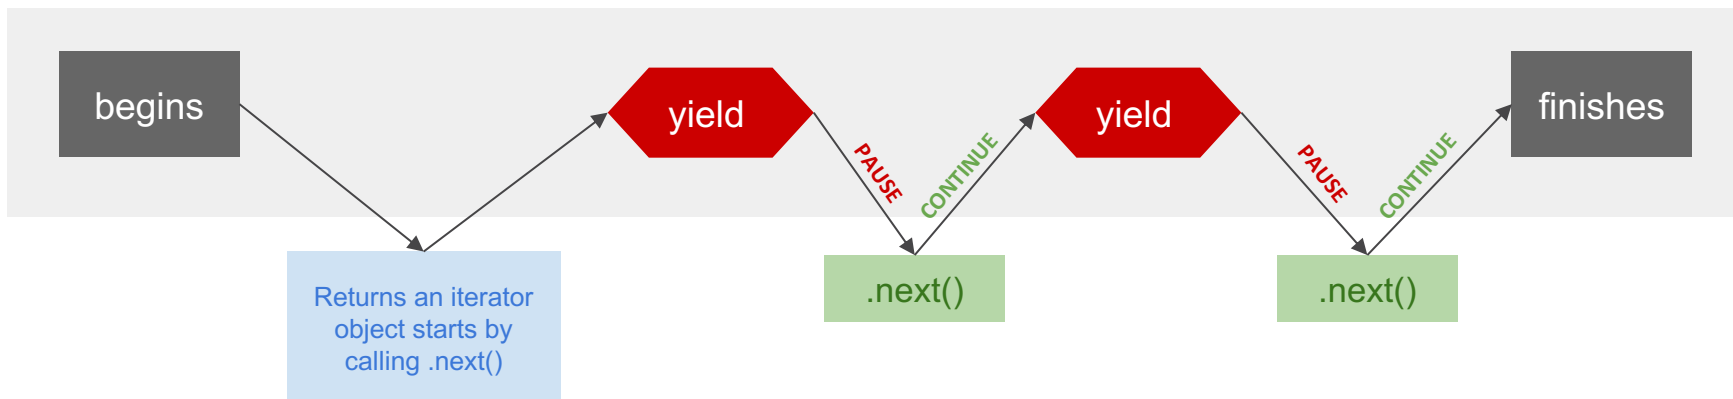 begins
yield
PAUSE
CONTINUE
yield
PAUSE
CONTINUE
finishes
Returns an iterator
object starts by
calling .next()
.next()
.next()